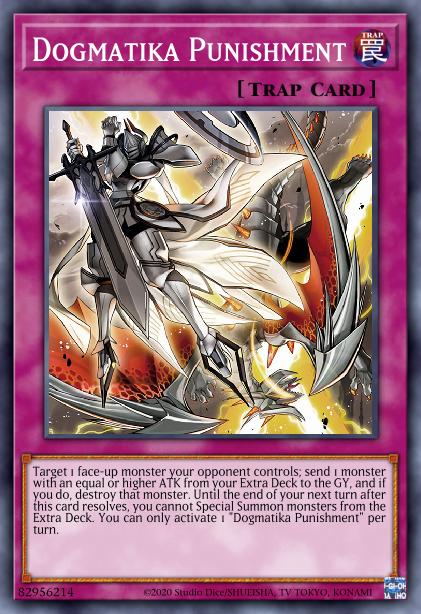 DOGMATIKA PUNISHMENT
TRAP
罠
[TRAP CARD]
Target 1 face-up monster your opponent controls; send 1 monster
with an equal or higher ATK from your Extra Deck to the GY, and if
you do, destroy that monster. Until the end of your next turn after
this card resolves, you cannot Special Summon monsters from the
Extra Deck. You can only activate 1 "Dogmatika Punishment" per
turn.
82956214
©2020 Studio Dice/SHUEISHA, TV TOKYO, KONAMI